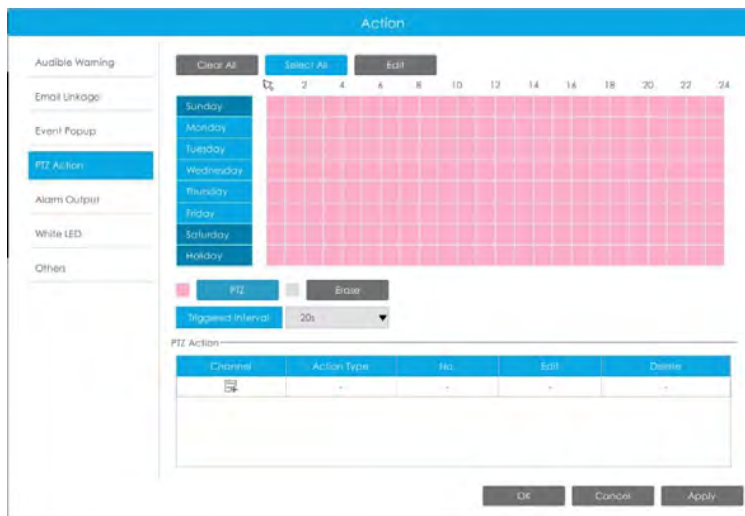 Action
Audible Warning
Email Linkage
Event Popup
PTZ Action
Alarm Output
White LED
Others
Clear All Select All Edit
2 4 6 8 10 12 14 16 18 20 22 24
Sunday
Monday
Tuesday
Wednesday
Thursday
Friday
Saturday
Holiday
PTZ Erase
Triggered Interval 20s
PTZ Action
Channel Action Type No. Edit Delete
- - - -
OK Cancel Apply